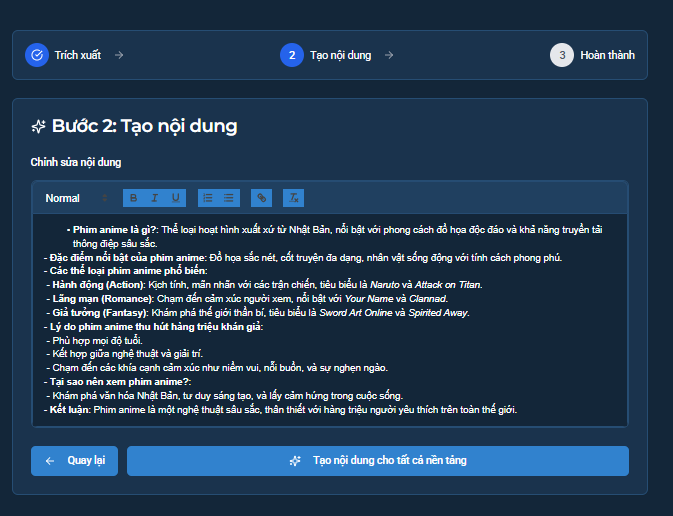 Trích xuất
2
Tạo nội dung
3
Hoàn thành
Bước 2: Tạo nội dung
Chỉnh sửa nội dung
Normal B I U
• Phim anime là gì?: Thể loại hoạt hình xuất xứ từ Nhật Bản, nổi bật với phong cách đồ họa độc đáo và khả năng truyền tải
thông điệp sâu sắc.
- Đặc điểm nổi bật của phim anime: Đồ họa sắc nét, cốt truyện đa dạng, nhân vật sống động với tính cách phong phú.
- Các thể loại phim anime phổ biến:
- Hành động (Action): Kịch tính, mãn nhãn với các trận chiến, tiêu biểu là Naruto và Attack on Titan.
- Lãng mạn (Romance): Chạm đến cảm xúc người xem, nổi bật với Your Name và Clannad.
- Giả tưởng (Fantasy): Khám phá thế giới thần bí, tiêu biểu là Sword Art Online và Spirited Away.
- Lý do phim anime thu hút hàng triệu khán giả:
- Phù hợp mọi độ tuổi.
- Kết hợp giữa nghệ thuật và giải trí.
- Chạm đến các khía cạnh cảm xúc như niềm vui, nỗi buồn, và sự nghẹn ngào.
- Tại sao nên xem phim anime?:
- Khám phá văn hóa Nhật Bản, tư duy sáng tạo, và lấy cảm hứng trong cuộc sống.
- Kết luận: Phim anime là một nghệ thuật sâu sắc, thân thiết với hàng triệu người yêu thích trên toàn thế giới.
Quay lại
Tạo nội dung cho tất cả nền tảng